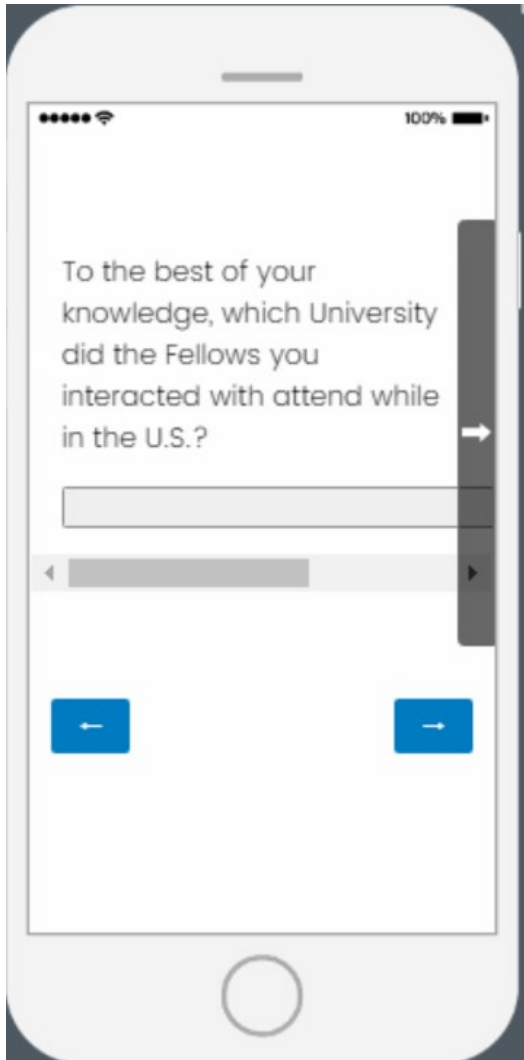 100%
To the best of your
knowledge, which University
did the Fellows you
interacted with attend while
in the U.S.?